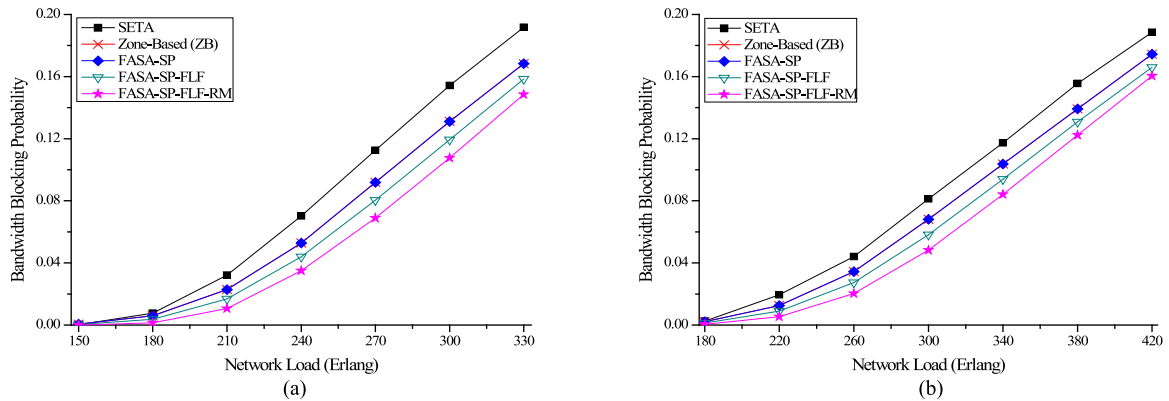 0.20
0.16
0.12
0.08
0.04
0.00
Bandwidth Blocking Probability
SETA
Zone-Based (ZB)
FASA-SP
FASA-SP-FLF
FASA-SP-FLF-RM
150 180 210 240 270 300 330
Network Load (Erlang)
(a)
0.20
0.16
0.12
0.08
0.04
0.00
Bandwidth Blocking Probability
SETA
Zone-Based (ZB)
FASA-SP
FASA-SP-FLF
FASA-SP-FLF-RM
180 220 260 300 340 380 420
Network Load (Erlang)
(b)